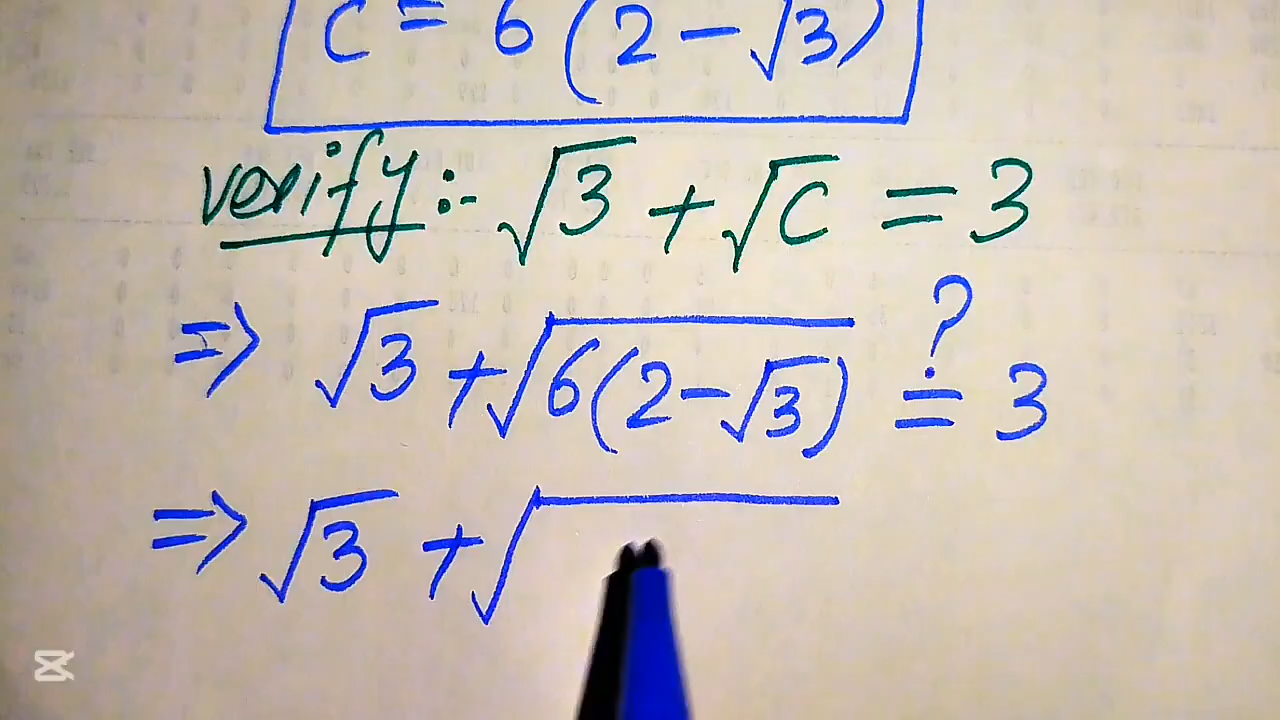 C = 6(2-√3)
verify:- √3 + √C = 3
=> √3 + √6(2-√3) ?= 3
=> √3 + √